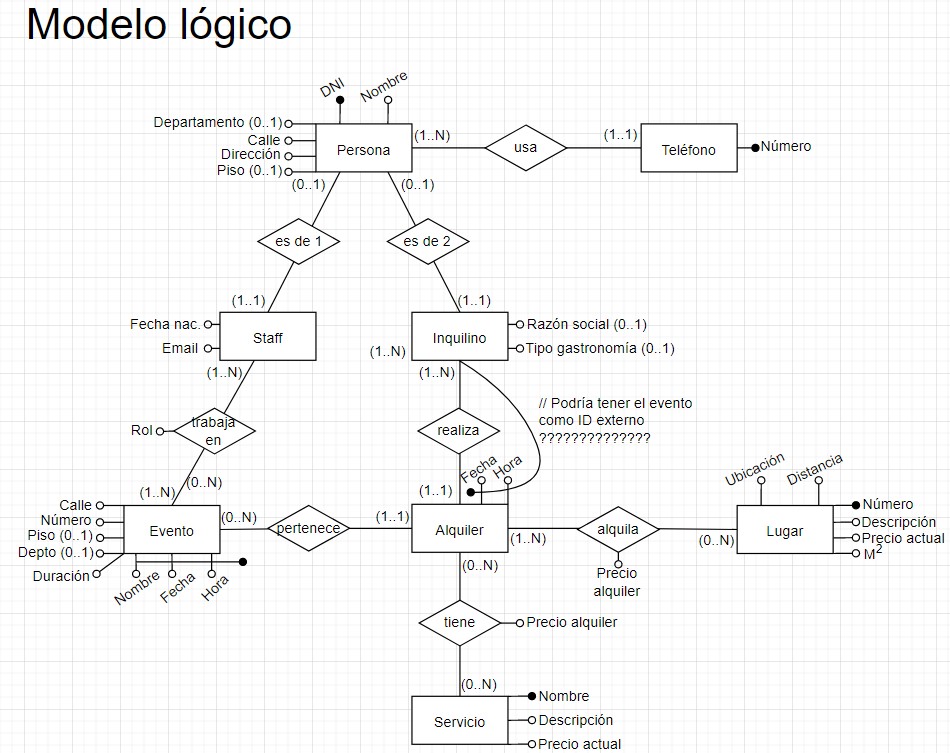 Modelo lógico
DNI
Nombre
Departamento (0..1)
Calle
Dirección
Piso (0..1)
Persona
(1..N)
usa
(1..1)
Teléfono
Número
(0..1)
(0..1)
es de 1
es de 2
(1..1)
(1..1)
Fecha nac.
Email
Staff
Inquilino
Razón social (0..1)
Tipo gastronomía (0..1)
(1..N)
(1..N)
(1..N)
// Podría tener el evento
como ID externo
??????????????
Rol
trabaja
en
realiza
Fecha
Hora
Ubicación
Distancia
(0..N)
(1..N)
(1..1)
Calle
Número
Piso (0..1)
Depto (0..1)
Duración
Evento
(0..N)
pertenece
(1..1)
Alquiler
(1..N)
alquila
(0..N)
Lugar
Número
Descripción
Precio actual
M2
Nombre
Fecha
Hora
(0..N)
Precio
alquiler
tiene
Precio alquiler
(0..N)
Servicio
Nombre
Descripción
Precio actual